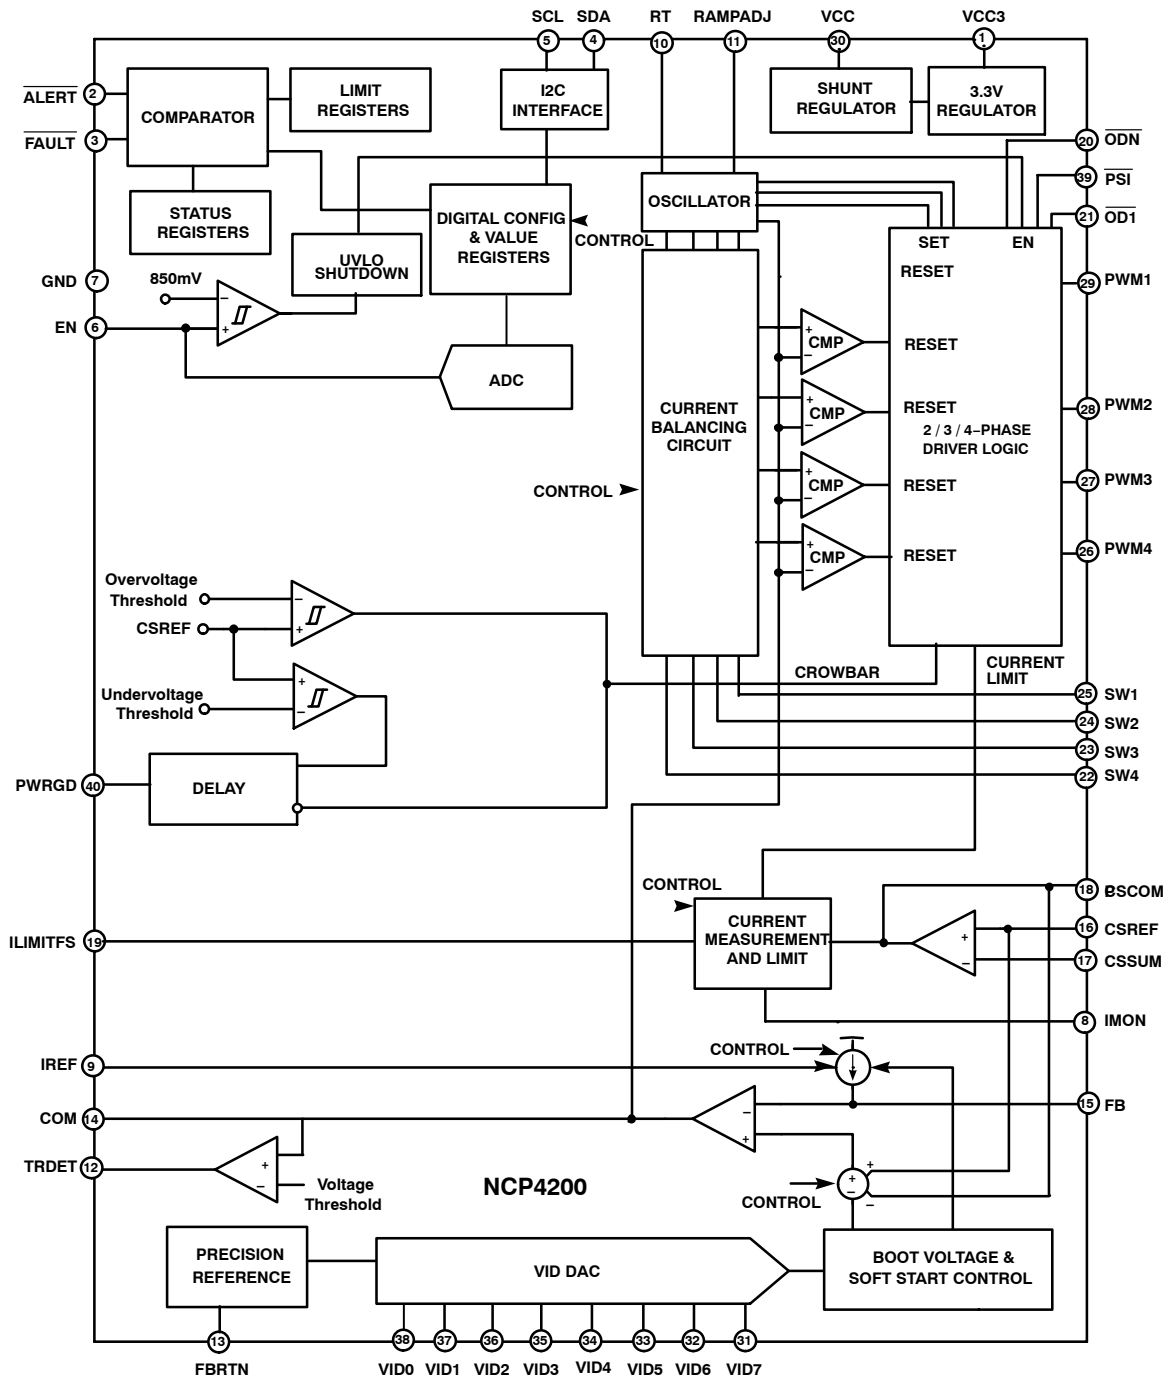 SCL SDA RT RAMPADJ VCC VCC3
5 4 10 11 30 1
ALERT 2
FAULT 3
COMPARATOR
LIMIT
REGISTERS
I2C
INTERFACE
SHUNT
REGULATOR
3.3V
REGULATOR
20 ODN
39 PSI
21 OD1
STATUS
REGISTERS
UVLO
SHUTDOWN
DIGITAL CONFIG
& VALUE
REGISTERS
CONTROL
OSCILLATOR
SET EN
RESET
GND 7
850mV
–
+
EN 6
ADC
29 PWM1
+
CMP
–
RESET
CURRENT
BALANCING
CIRCUIT
+
CMP
–
RESET
2 / 3 / 4–PHASE
DRIVER LOGIC
28 PWM2
CONTROL
+
CMP
–
RESET
27 PWM3
+
CMP
–
RESET
26 PWM4
Overvoltage
Threshold
–
+
CSREF
Undervoltage
Threshold
+
–
CROWBAR
CURRENT
LIMIT
25 SW1
24 SW2
23 SW3
22 SW4
PWRGD 40
DELAY
CONTROL
CURRENT
MEASUREMENT
AND LIMIT
ILIMITFS 19
+
–
18 CSCOM
16 CSREF
17 CSSUM
8 IMON
CONTROL
IREF 9
COM 14
–
+
15 FB
TRDET 12
+
–
Voltage
Threshold
NCP4200
CONTROL
+
–
+
–
PRECISION
REFERENCE
VID DAC
BOOT VOLTAGE &
SOFT START CONTROL
13 38 37 36 35 34 33 32 31
FBRTN VID0 VID1 VID2 VID3 VID4 VID5 VID6 VID7